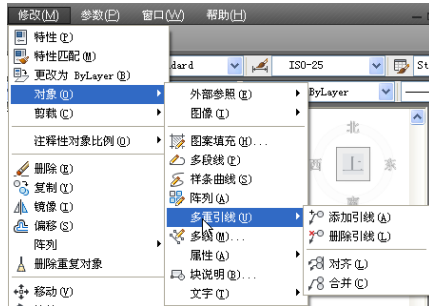 修改(M) 参数(P) 窗口(W) 帮助(H)
特性(P)
特性匹配(M)
更改为 ByLayer(B)
对象(O)
剪裁(C)
注释性对象比例(O)
删除(E)
复制(Y)
镜像(I)
偏移(S)
阵列
删除重复对象
移动(V)
dard ISO-25 St
ByLayer
外部参照(E)
图像(I)
图案填充(H)...
多段线(P)
样条曲线(S)
阵列(A)
多重引线(U)
多线(M)...
属性(A)
块说明(B)...
文字(T)
北
西 上 东
南
添加引线(A)
删除引线(L)
对齐(L)
合并(C)